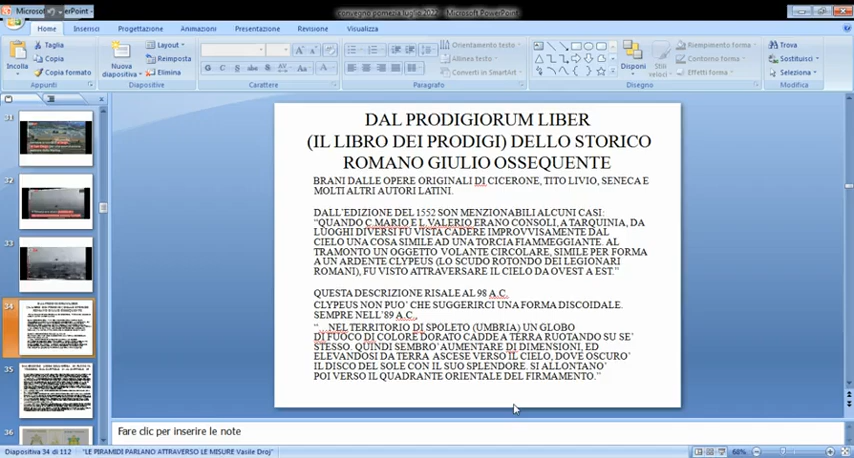 convegno pomezia luglio 2022 - Microsoft PowerPoint
Home Inserisci Progettazione Animazioni Presentazione Revisione Visualizza
Incolla
Taglia
Copia
Copia formato
Appunti
Nuova diapositiva
Layout
Reimposta
Elimina
Diapositive
Carattere
Orientamento testo
Allinea testo
Converti in SmartArt
Paragrafo
Disponi
Stili veloci
Riempimento forma
Contorno forma
Effetti forma
Disegno
Trova
Sostituisci
Seleziona
Modifica
31
32
33
34
35
36
DAL PRODIGIORUM LIBER
(IL LIBRO DEI PRODIGI) DELLO STORICO
ROMANO GIULIO OSSEQUENTE
BRANI DALLE OPERE ORIGINALI DI CICERONE, TITO LIVIO, SENECA E
MOLTI ALTRI AUTORI LATINI.
DALL'EDIZIONE DEL 1552 SON MENZIONABILI ALCUNI CASI:
"QUANDO C.MARIO E L.VALERIO ERANO CONSOLI, A TARQUINIA, DA
LUOGHI DIVERSI FU VISTA CADERE IMPROVVISAMENTE DAL
CIELO UNA COSA SIMILE AD UNA TORCIA FIAMMEGGIANTE. AL
TRAMONTO UN OGGETTO VOLANTE CIRCOLARE, SIMILE PER FORMA
A UN ARDENTE CLYPEUS (LO SCUDO ROTONDO DEI LEGIONARI
ROMANI), FU VISTO ATTRAVERSARE IL CIELO DA OVEST A EST."
QUESTA DESCRIZIONE RISALE AL 98 A.C.
CLYPEUS NON PUO' CHE SUGGERIRCI UNA FORMA DISCOIDALE.
SEMPRE NELL'89 A.C.,
"...NEL TERRITORIO DI SPOLETO (UMBRIA) UN GLOBO
DI FUOCO DI COLORE DORATO CADDE A TERRA RUOTANDO SU SE'
STESSO. QUINDI SEMBRO' AUMENTARE DI DIMENSIONI, ED
ELEVANDOSI DA TERRA ASCESE VERSO IL CIELO, DOVE OSCURO'
IL DISCO DEL SOLE CON IL SUO SPLENDORE. SI ALLONTANO'
POI VERSO IL QUADRANTE ORIENTALE DEL FIRMAMENTO."
Fare clic per inserire le note
Diapositiva 34 di 112 "LE PIRAMIDI PARLANO ATTRAVERSO LE MISURE Vasile Droj" 68%